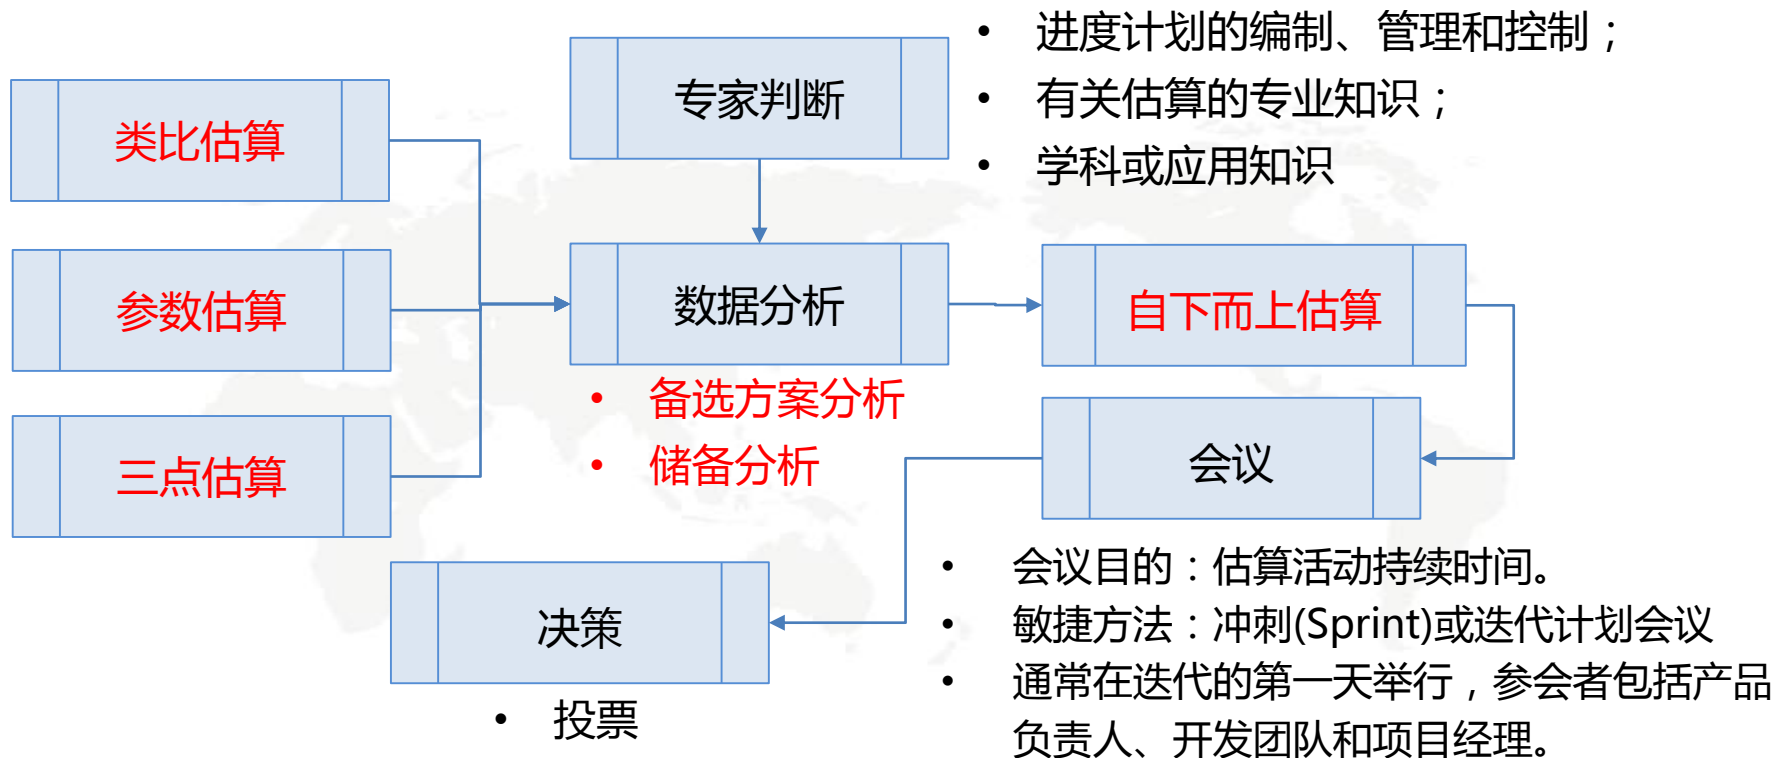 专家判断
• 进度计划的编制、管理和控制；
• 有关估算的专业知识；
• 学科或应用知识
类比估算
参数估算
三点估算
数据分析
• 备选方案分析
• 储备分析
自下而上估算
会议
• 会议目的：估算活动持续时间。
• 敏捷方法：冲刺(Sprint)或迭代计划会议
• 通常在迭代的第一天举行，参会者包括产品
负责人、开发团队和项目经理。
决策
• 投票